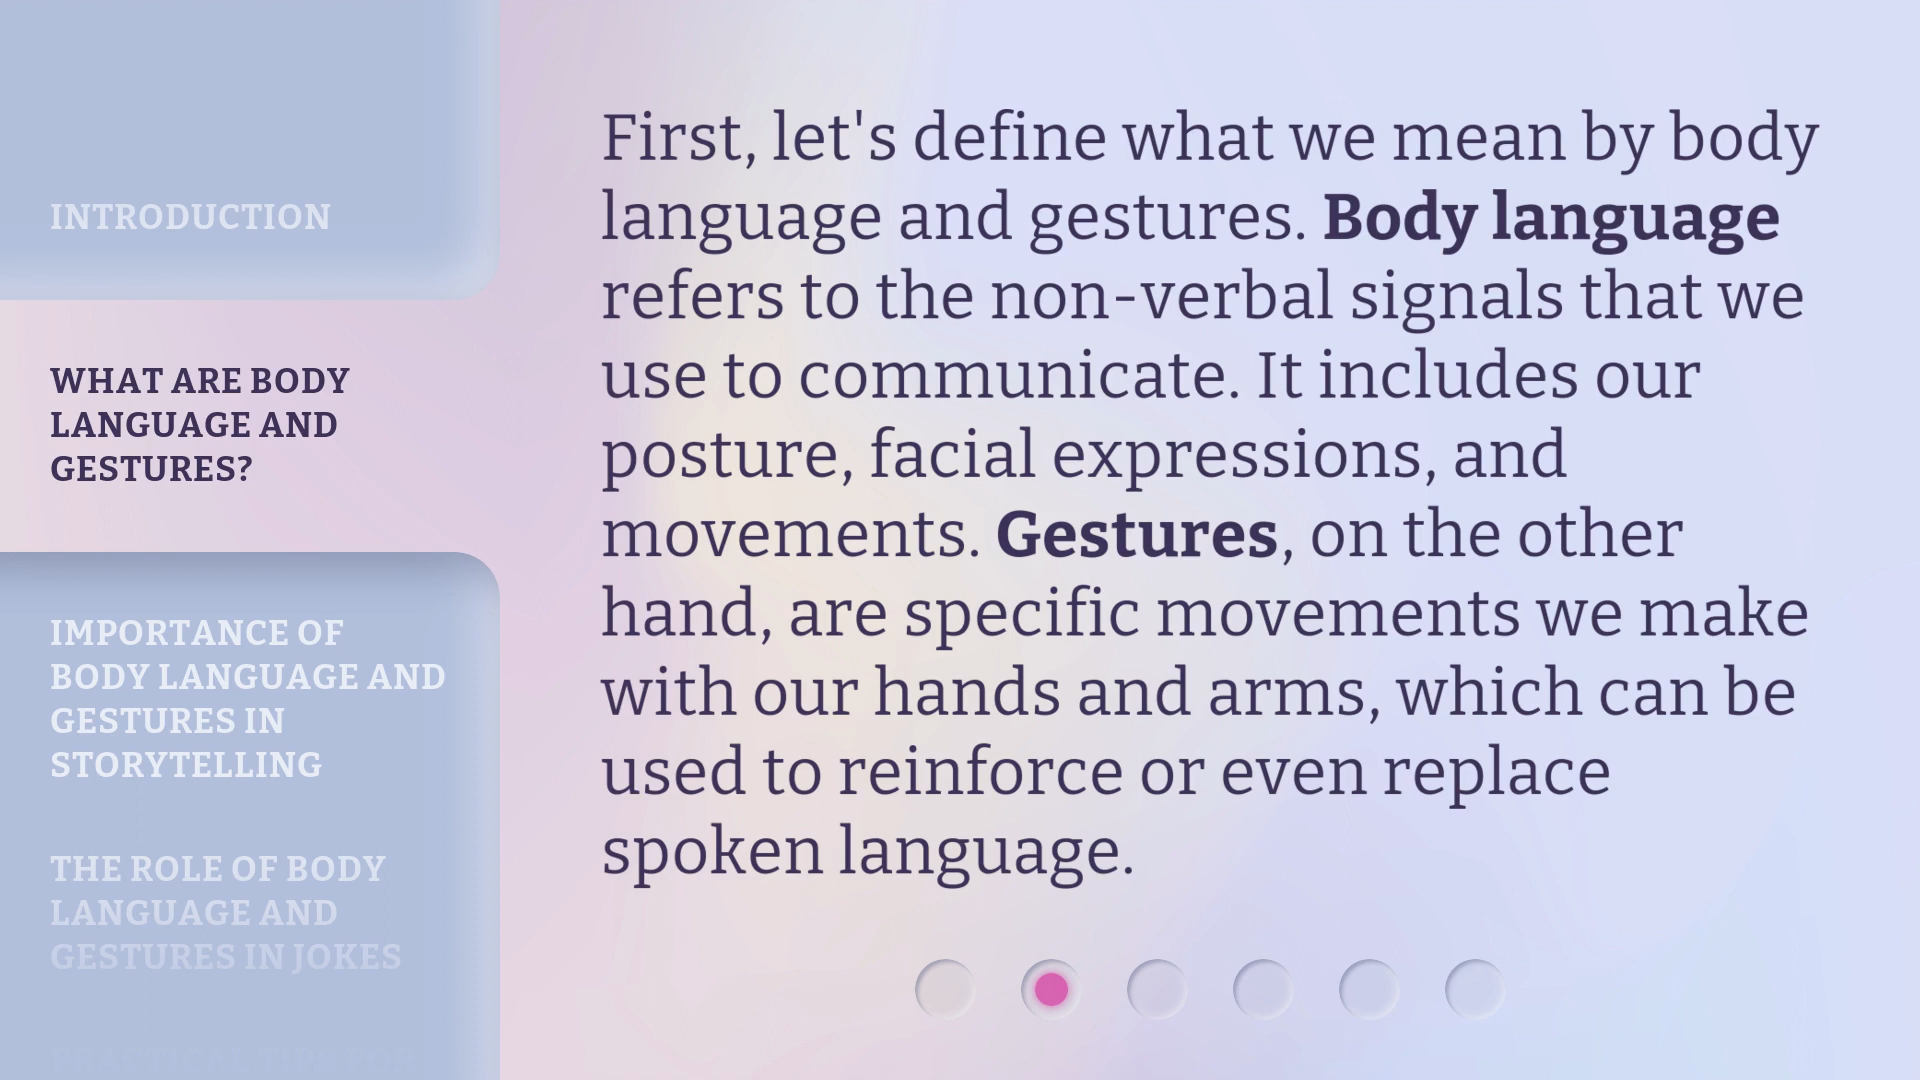 INTRODUCTION
WHAT ARE BODY
LANGUAGE AND
GESTURES?
IMPORTANCE OF
BODY LANGUAGE AND
GESTURES IN
STORYTELLING
THE ROLE OF BODY
LANGUAGE AND
GESTURES IN JOKES
PRACTICAL TIPS FOR
First, let's define what we mean by body
language and gestures. Body language
refers to the non-verbal signals that we
use to communicate. It includes our
posture, facial expressions, and
movements. Gestures, on the other
hand, are specific movements we make
with our hands and arms, which can be
used to reinforce or even replace
spoken language.